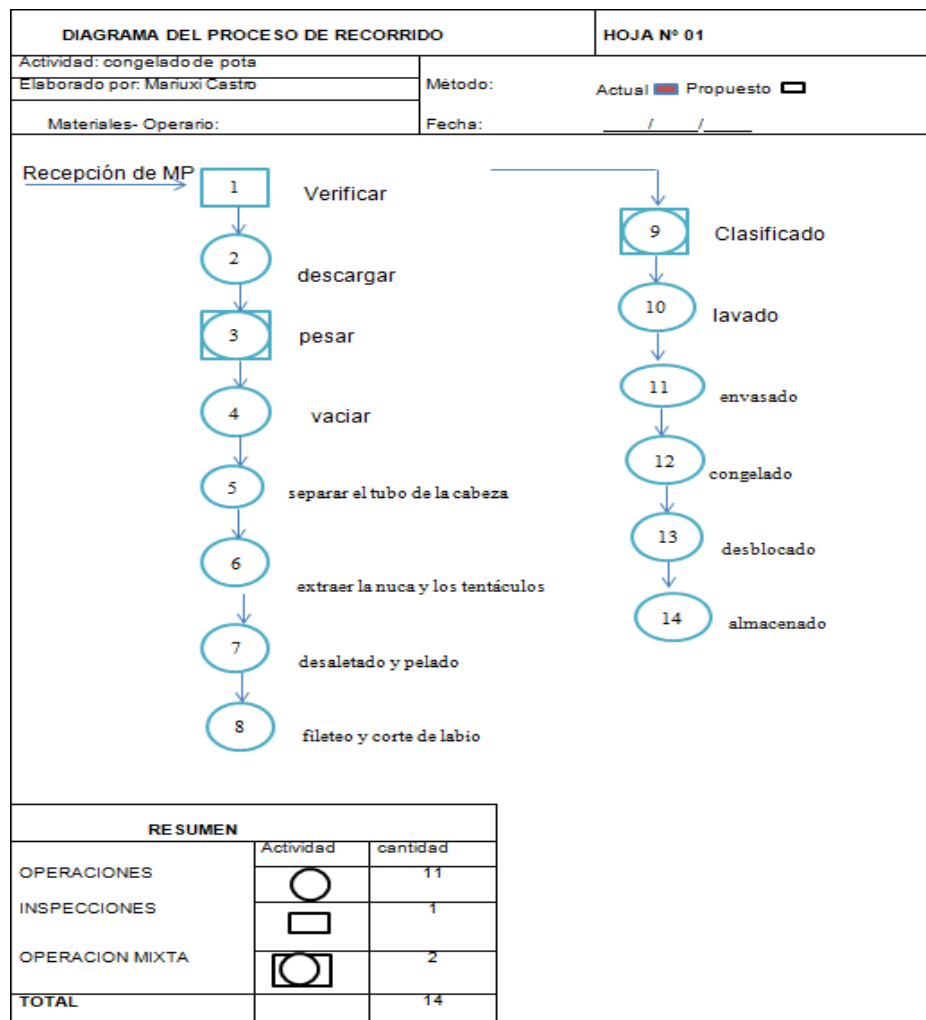 DIAGRAMA DEL PROCESO DE RECORRIDO
HOJA Nº 01
Actividad: congelado de pota
Elaborado por: Mariuxi Castro
Método:
Actual Propuesto
Materiales- Operario:
Fecha: ____/____/____
Recepción de MP
1 Verificar
2 descargar
3 pesar
4 vaciar
5 separar el tubo de la cabeza
6 extraer la nuca y los tentáculos
7 desaletado y pelado
8 fileteo y corte de labio
9 Clasificado
10 lavado
11 envasado
12 congelado
13 desblocado
14 almacenado
RESUMEN
Actividad cantidad
OPERACIONES 11
INSPECCIONES 1
OPERACION MIXTA 2
TOTAL 14